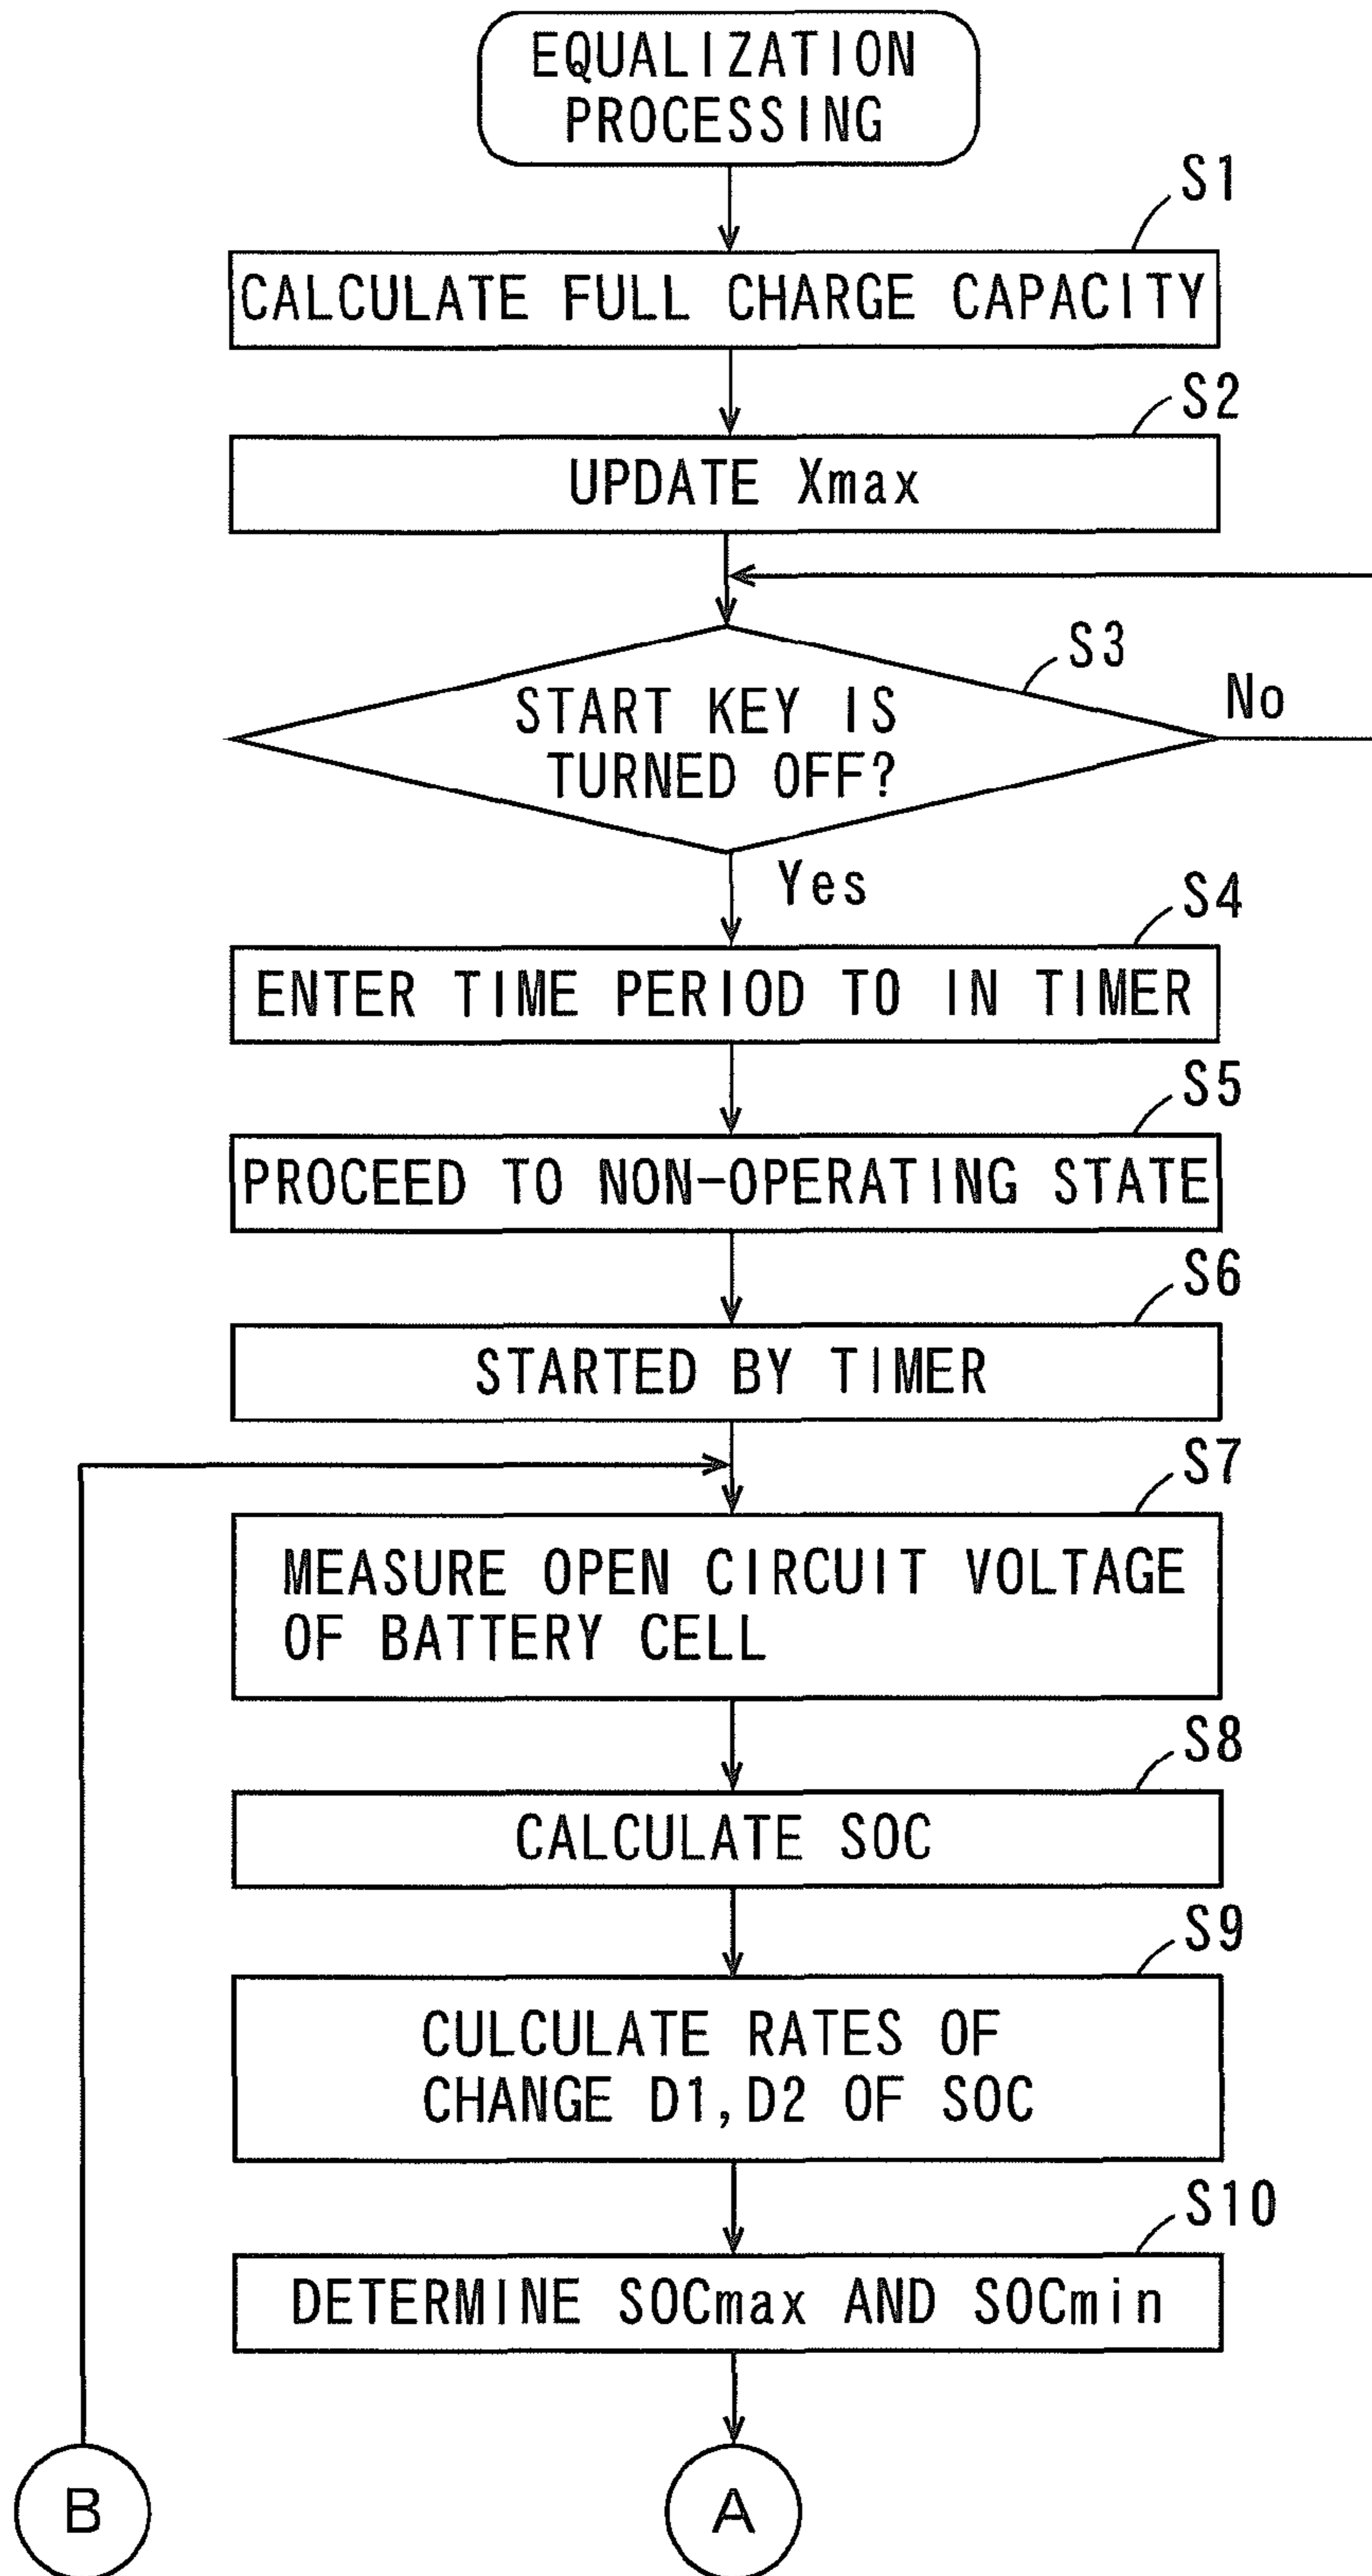 EQUALIZATION
PROCESSING
S1
CALCULATE FULL CHARGE CAPACITY
S2
UPDATE Xmax
S3
START KEY IS
TURNED OFF?
No
Yes
S4
ENTER TIME PERIOD TO IN TIMER
S5
PROCEED TO NON-OPERATING STATE
S6
STARTED BY TIMER
S7
MEASURE OPEN CIRCUIT VOLTAGE
OF BATTERY CELL
S8
CALCULATE SOC
S9
CULCULATE RATES OF
CHANGE D1,D2 OF SOC
S10
DETERMINE SOCmax AND SOCmin
B
A